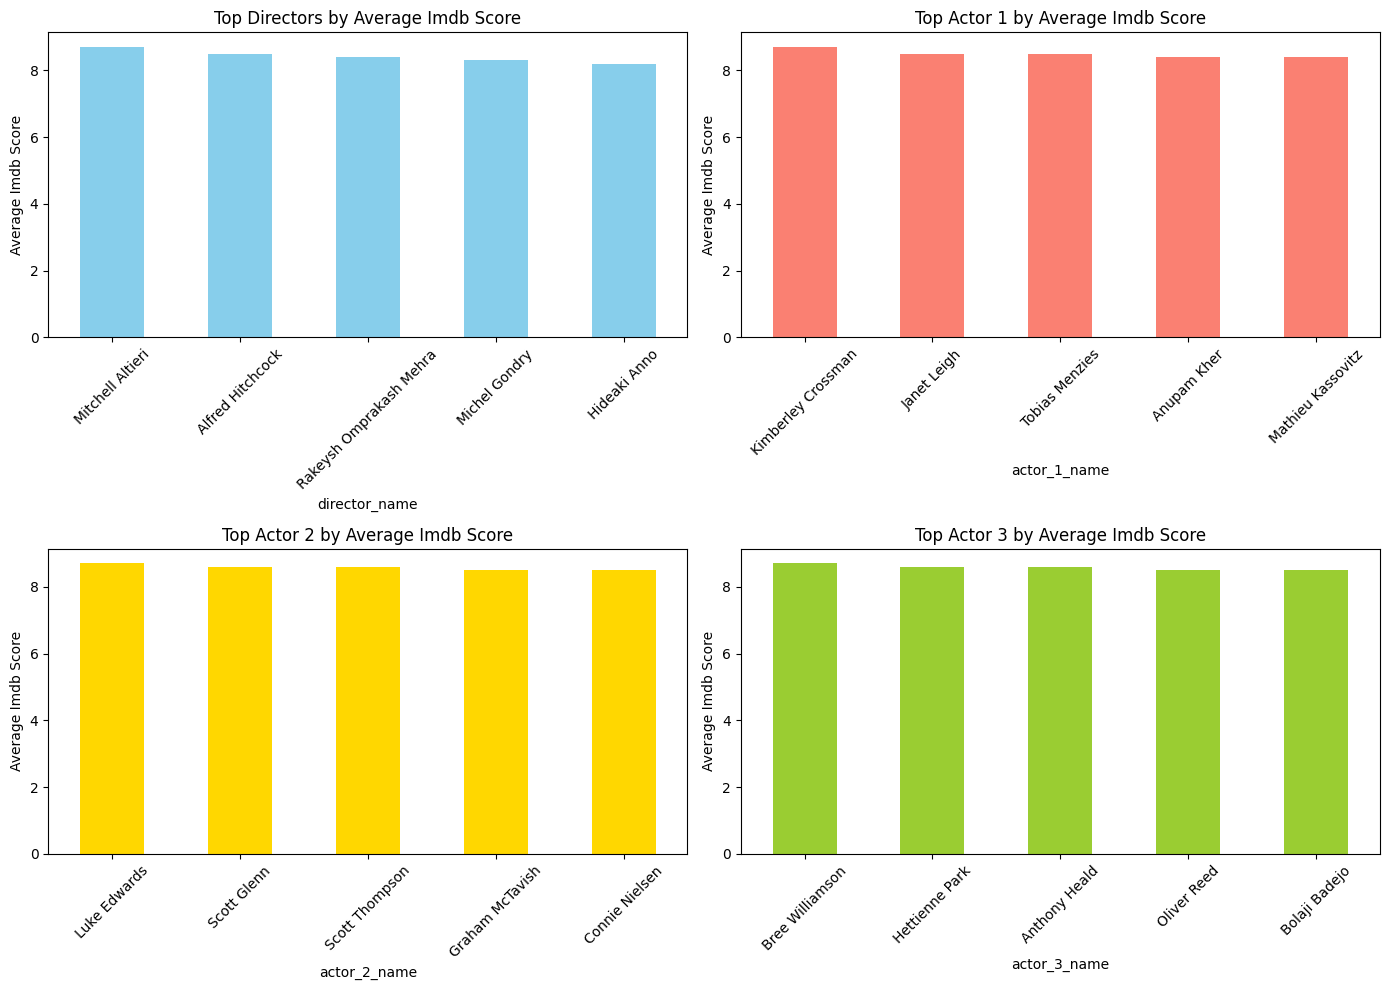 Top Directors by Average Imdb Score
Average Imdb Score
8
6
4
2
0
Mitchell Altieri
Alfred Hitchcock
Rakeysh Omprakash Mehra
Michel Gondry
Hideaki Anno
director_name
Top Actor 1 by Average Imdb Score
Average Imdb Score
8
6
4
2
0
Kimberley Crossman
Janet Leigh
Tobias Menzies
Anupam Kher
Mathieu Kassovitz
actor_1_name
Top Actor 2 by Average Imdb Score
Average Imdb Score
8
6
4
2
0
Luke Edwards
Scott Glenn
Scott Thompson
Graham McTavish
Connie Nielsen
actor_2_name
Top Actor 3 by Average Imdb Score
Average Imdb Score
8
6
4
2
0
Bree Williamson
Hettienne Park
Anthony Heald
Oliver Reed
Bolaji Badejo
actor_3_name